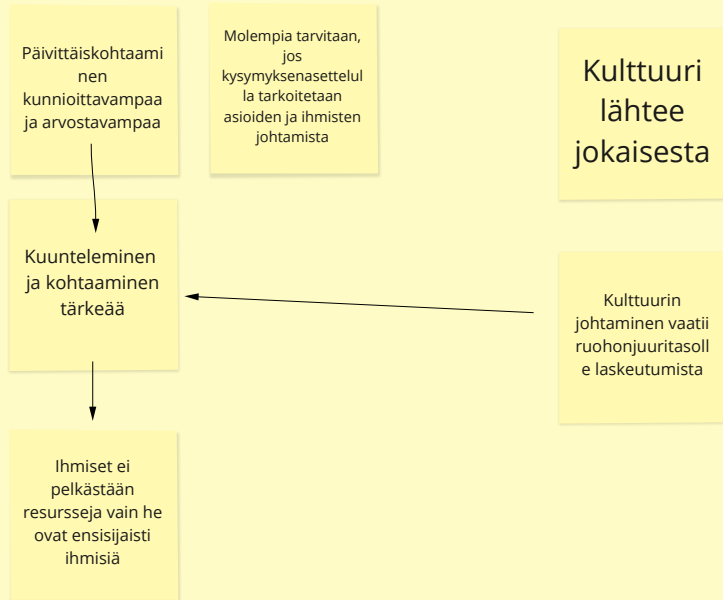 Päivittäiskohtaami
nen
kunnioittavampaa
ja arvostavampaa
Molempia tarvitaan,
jos
kysymyksenasettelul
la tarkoitetaan
asioiden ja ihmisten
johtamista
Kulttuuri
lähtee
jokaisesta
Kuunteleminen
ja kohtaaminen
tärkeää
Kulttuurin
johtaminen vaatii
ruohonjuuritasoll
e laskeutumista
Ihmiset ei
pelkästään
resursseja vain he
ovat ensisijaisti
ihmisiä